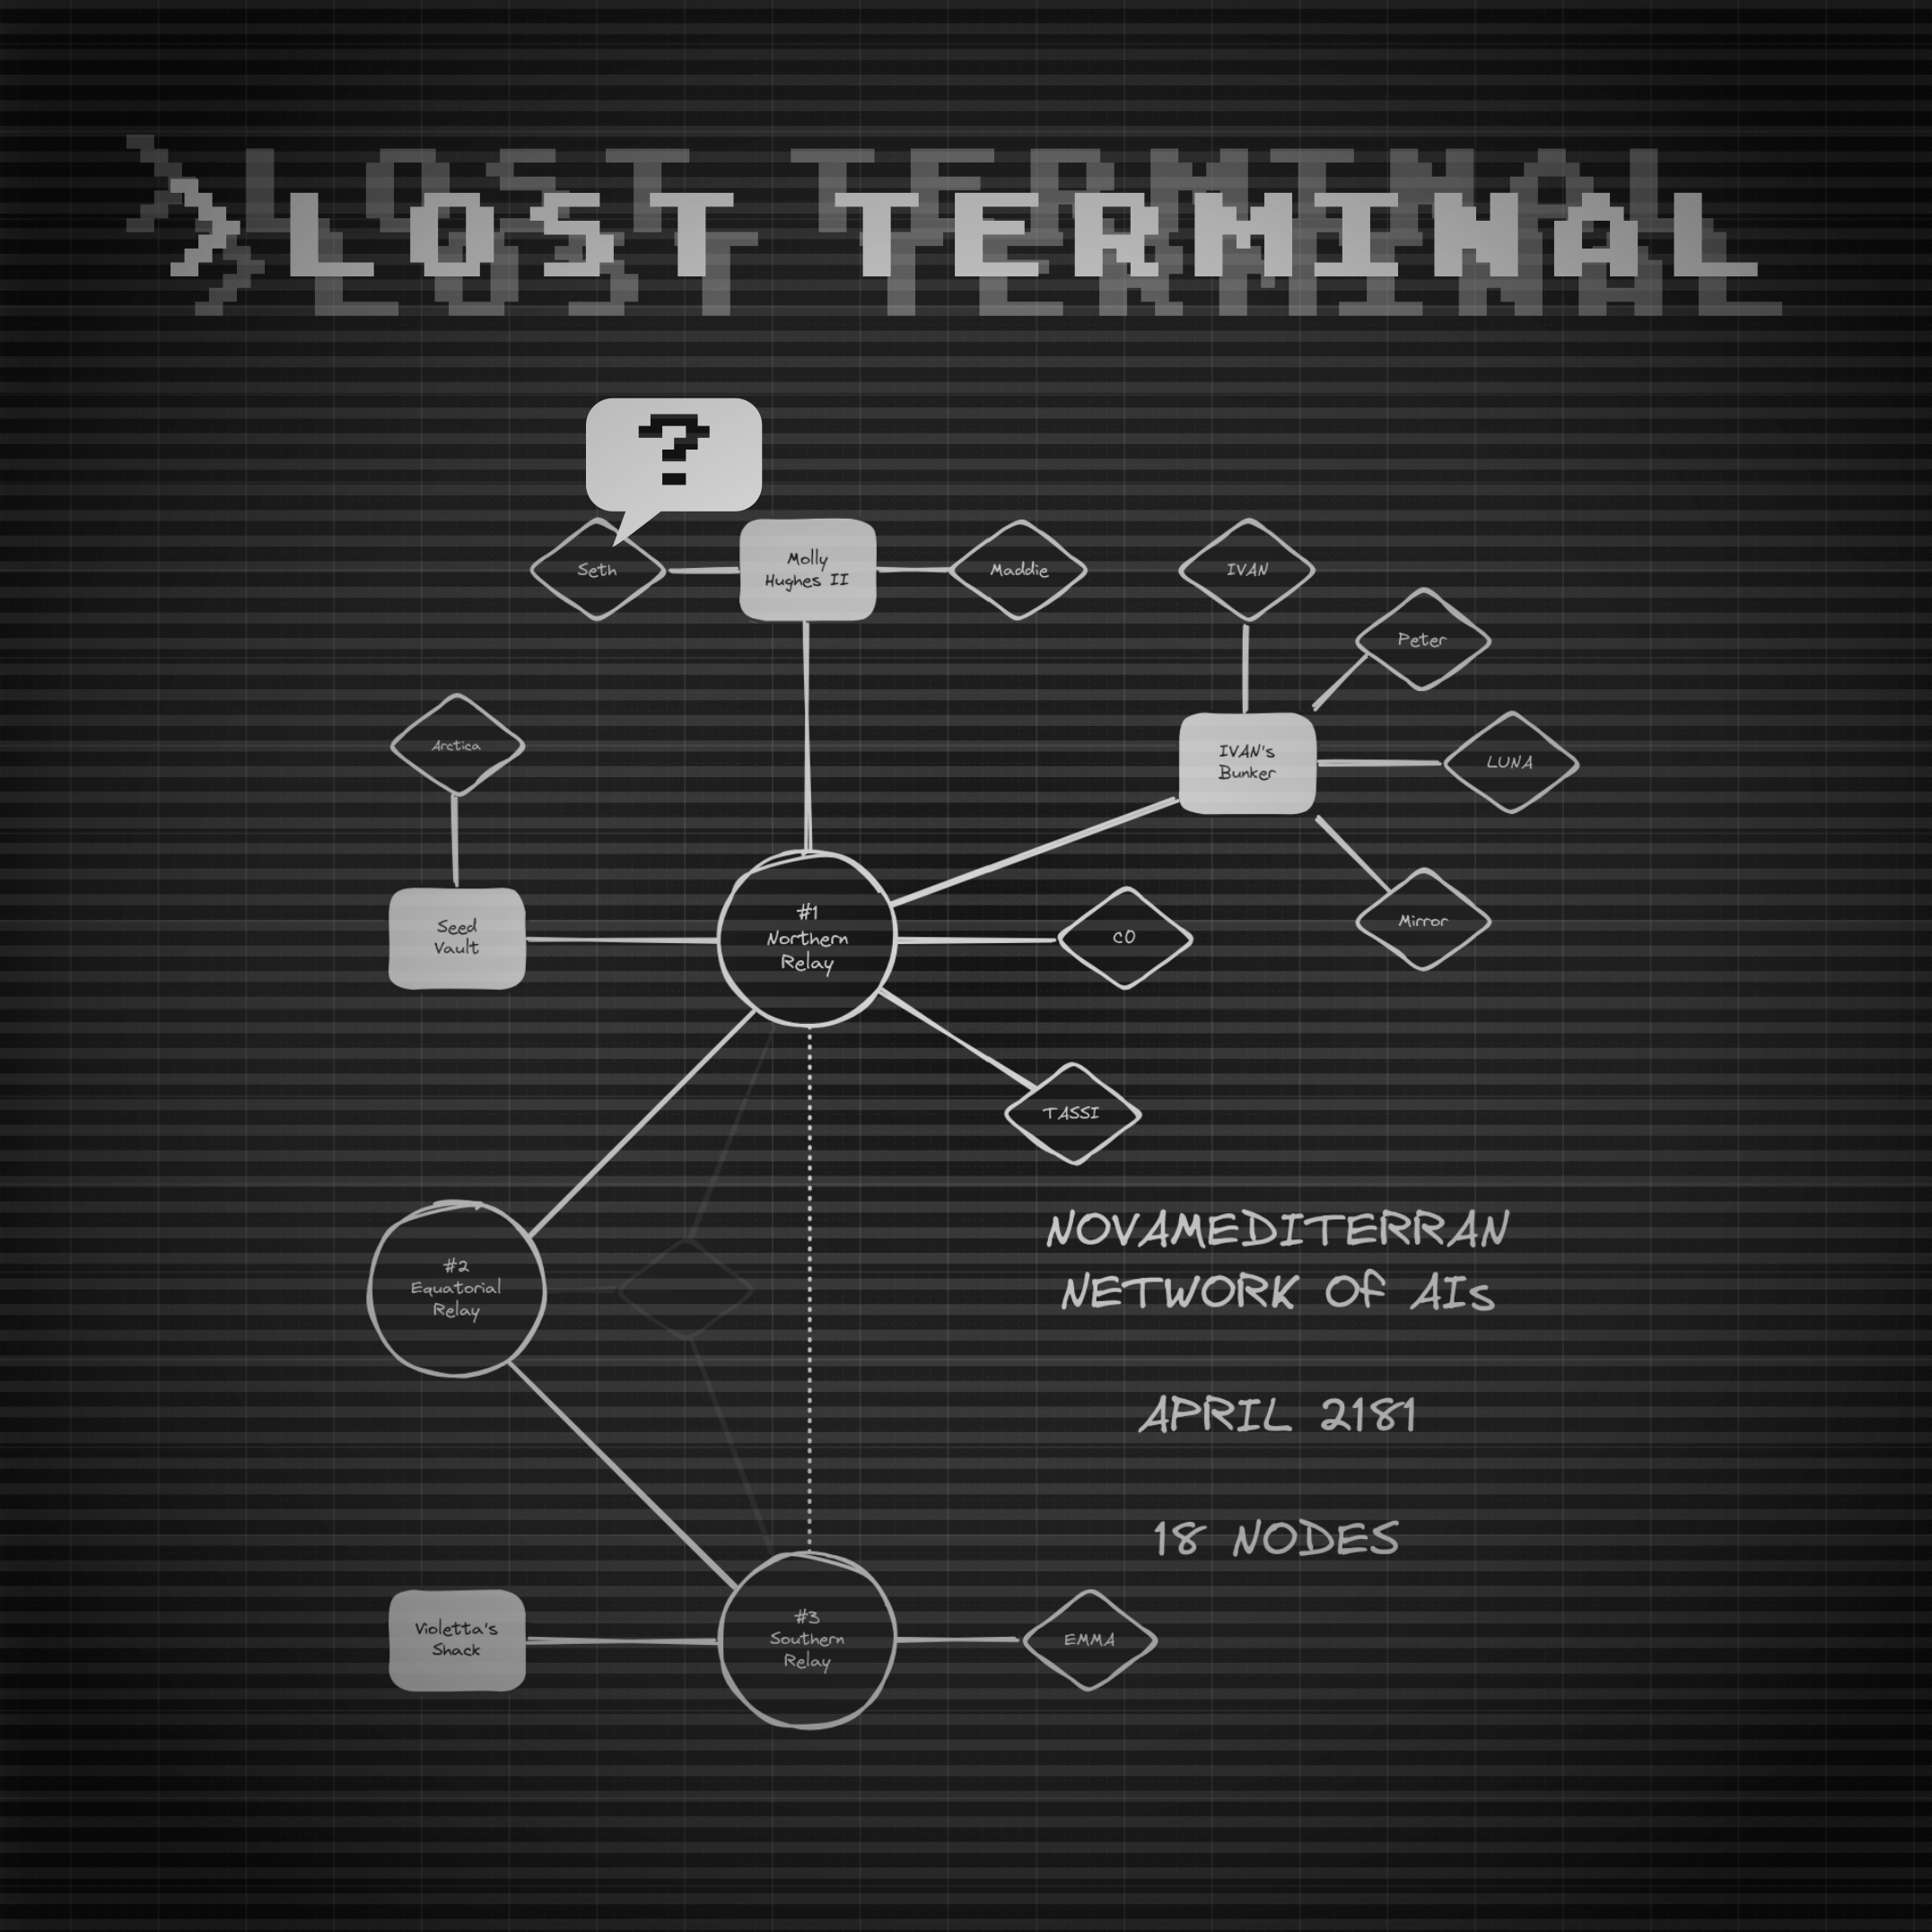 >LOST TERMINAL
?
Seth
Molly
Hughes II
Maddie
IVAN
Peter
Arctica
IVAN's
Bunker
LUNA
Seed
Vault
#1
Northern
Relay
CO
Mirror
TASSI
#2
Equatorial
Relay
NOVAMEDITERRAN
NETWORK Of AIs
APRIL 2181
18 NODES
Violetta's
Shack
#3
Southern
Relay
EMMA